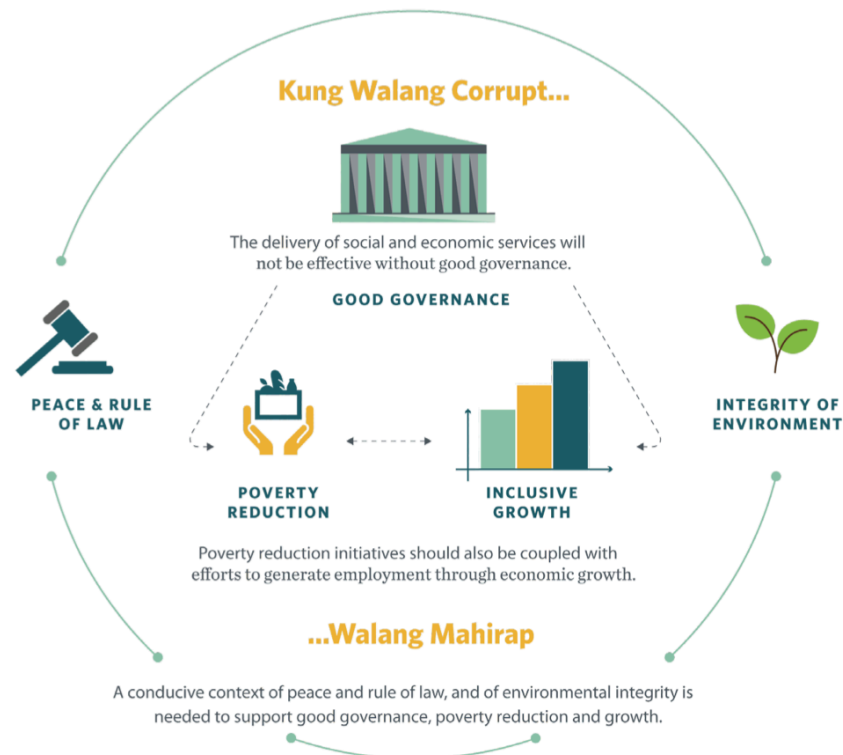 Kung Walang Corrupt...
The delivery of social and economic services will
not be effective without good governance.
GOOD GOVERNANCE
PEACE & RULE
OF LAW
INTEGRITY OF
ENVIRONMENT
POVERTY
REDUCTION
INCLUSIVE
GROWTH
Poverty reduction initiatives should also be coupled with
efforts to generate employment through economic growth.
...Walang Mahirap
A conducive context of peace and rule of law, and of environmental integrity is
needed to support good governance, poverty reduction and growth.